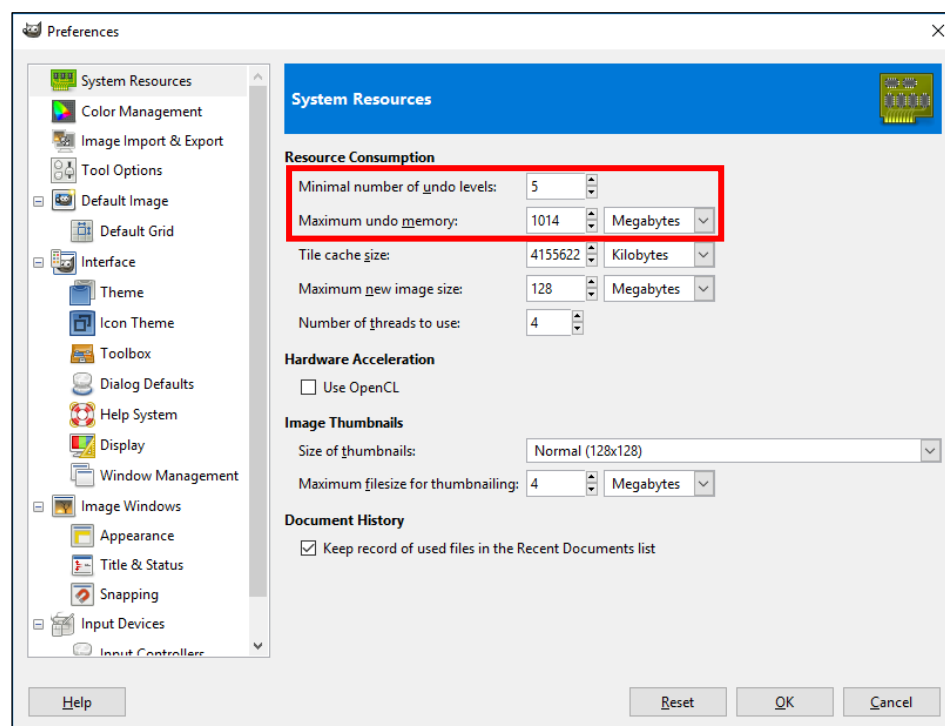 Preferences
System Resources
Color Management
Image Import & Export
Tool Options
Default Image
Default Grid
Interface
Theme
Icon Theme
Toolbox
Dialog Defaults
Help System
Display
Window Management
Image Windows
Appearance
Title & Status
Snapping
Input Devices
Input Controllers
System Resources
Resource Consumption
Minimal number of undo levels: 5
Maximum undo memory: 1014 Megabytes
Tile cache size: 4155622 Kilobytes
Maximum new image size: 128 Megabytes
Number of threads to use: 4
Hardware Acceleration
Use OpenCL
Image Thumbnails
Size of thumbnails: Normal (128x128)
Maximum filesize for thumbnailing: 4 Megabytes
Document History
Keep record of used files in the Recent Documents list
Help Reset OK Cancel